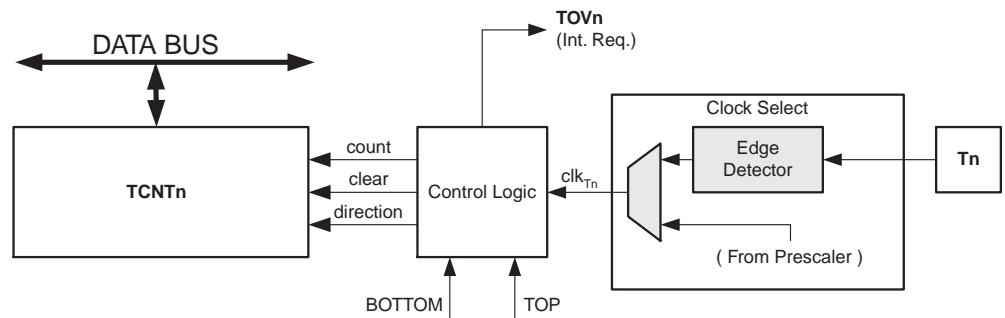 TOVn
(Int. Req.)
DATA BUS
Clock Select
count
Edge
Detector
Tn
TCNTn
clear
Control Logic
clkTn
direction
( From Prescaler )
BOTTOM
TOP